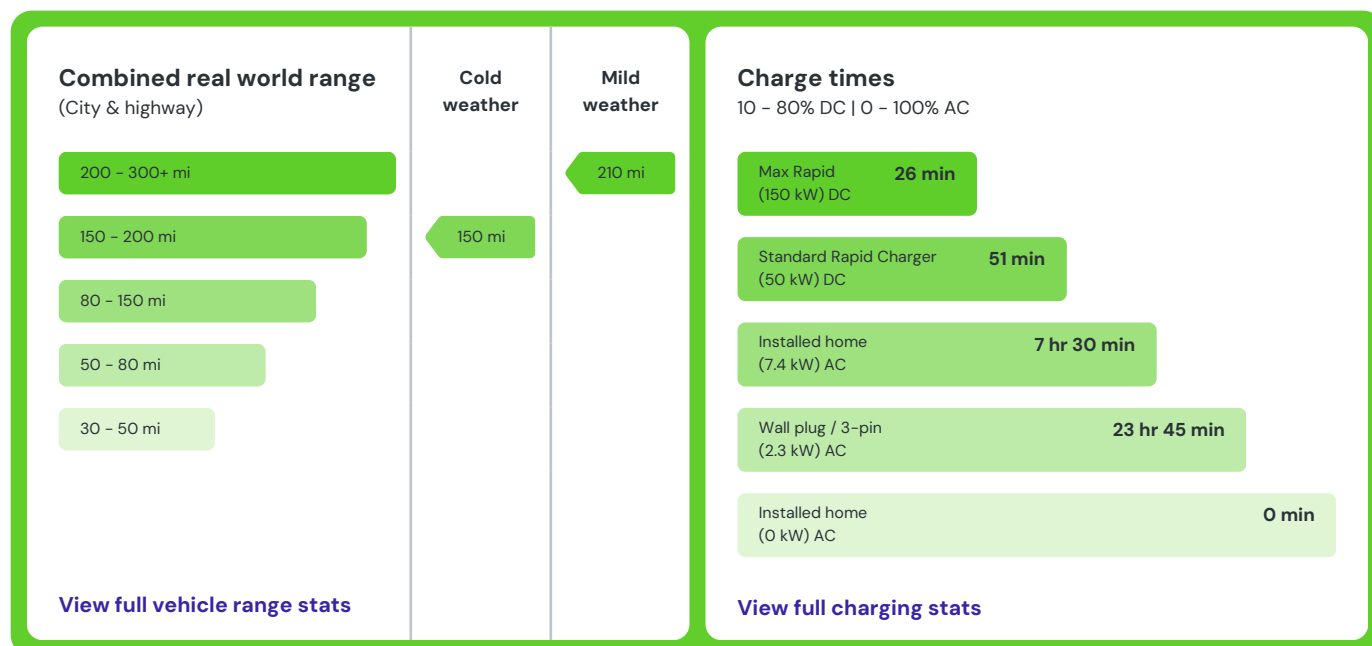 Combined real world range
(City & highway)
Cold
weather
Mild
weather
200 - 300+ mi
210 mi
150 - 200 mi
150 mi
80 - 150 mi
50 - 80 mi
30 - 50 mi
View full vehicle range stats
Charge times
10 - 80% DC | 0 - 100% AC
Max Rapid
(150 kW) DC
26 min
Standard Rapid Charger
(50 kW) DC
51 min
Installed home
(7.4 kW) AC
7 hr 30 min
Wall plug / 3-pin
(2.3 kW) AC
23 hr 45 min
Installed home
(0 kW) AC
0 min
View full charging stats